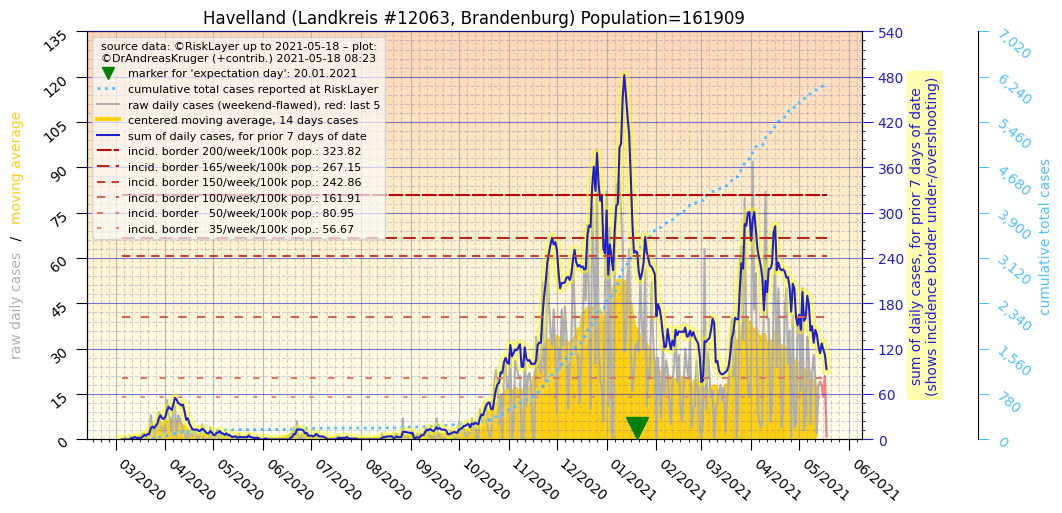 Havelland (Landkreis #12063, Brandenburg) Population=161909
source data: ©RiskLayer up to 2021-05-18 – plot:
©DrAndreasKruger (+contrib.) 2021-05-18 08:23
marker for 'expectation day': 20.01.2021
cumulative total cases reported at RiskLayer
raw daily cases (weekend-flawed), red: last 5
centered moving average, 14 days cases
sum of daily cases, for prior 7 days of date
incid. border 200/week/100k pop.: 323.82
incid. border 165/week/100k pop.: 267.15
incid. border 150/week/100k pop.: 242.86
incid. border 100/week/100k pop.: 161.91
incid. border   50/week/100k pop.: 80.95
incid. border   35/week/100k pop.: 56.67
raw daily cases   /   moving average
135
120
105
90
75
60
45
30
15
0
03/2020
04/2020
05/2020
06/2020
07/2020
08/2020
09/2020
10/2020
11/2020
12/2020
01/2021
02/2021
03/2021
04/2021
05/2021
06/2021
540
480
420
360
300
240
180
120
60
0
sum of daily cases, for prior 7 days of date
(shows incidence border under-/overshooting)
7,020
6,240
5,460
4,680
3,900
3,120
2,340
1,560
780
0
cumulative total cases